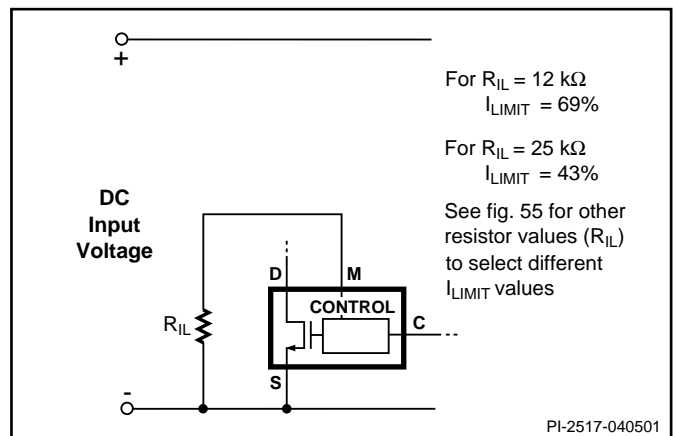 +
For R_IL = 12 kΩ
I_LIMIT = 69%
For R_IL = 25 kΩ
I_LIMIT = 43%
See fig. 55 for other
resistor values (R_IL)
to select different
I_LIMIT values
DC
Input
Voltage
D M
CONTROL
C
R_IL
S
-
PI-2517-040501